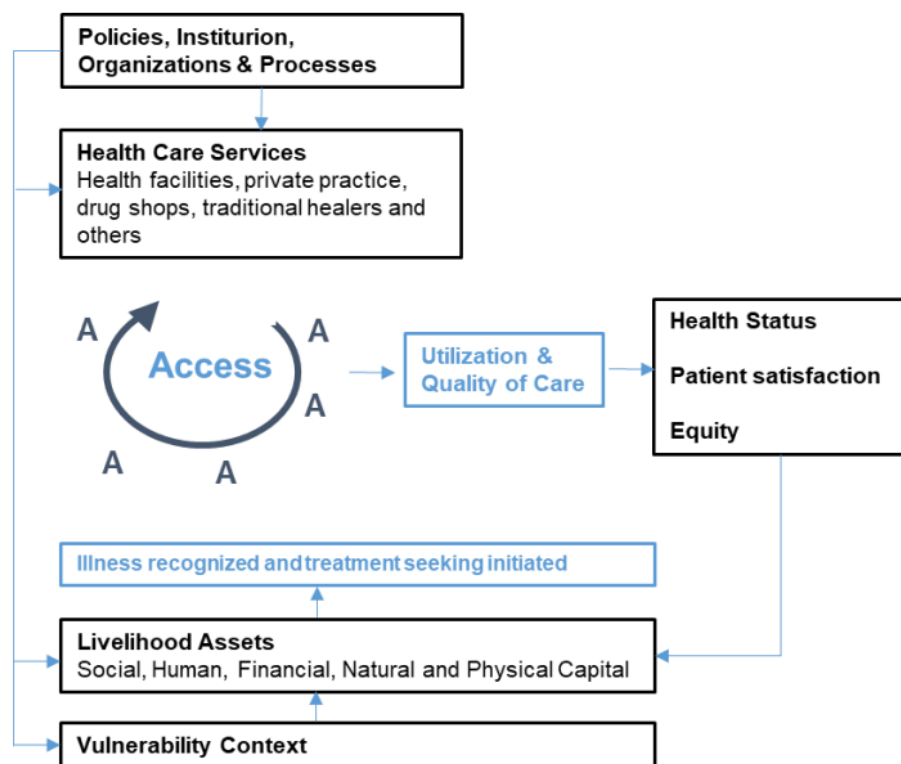 Policies, Institurion,
Organizations & Processes
Health Care Services
Health facilities, private practice,
drug shops, traditional healers and
others
A
A
Access
A
A
A
Utilization &
Quality of Care
Health Status
Patient satisfaction
Equity
Illness recognized and treatment seeking initiated
Livelihood Assets
Social, Human, Financial, Natural and Physical Capital
Vulnerability Context